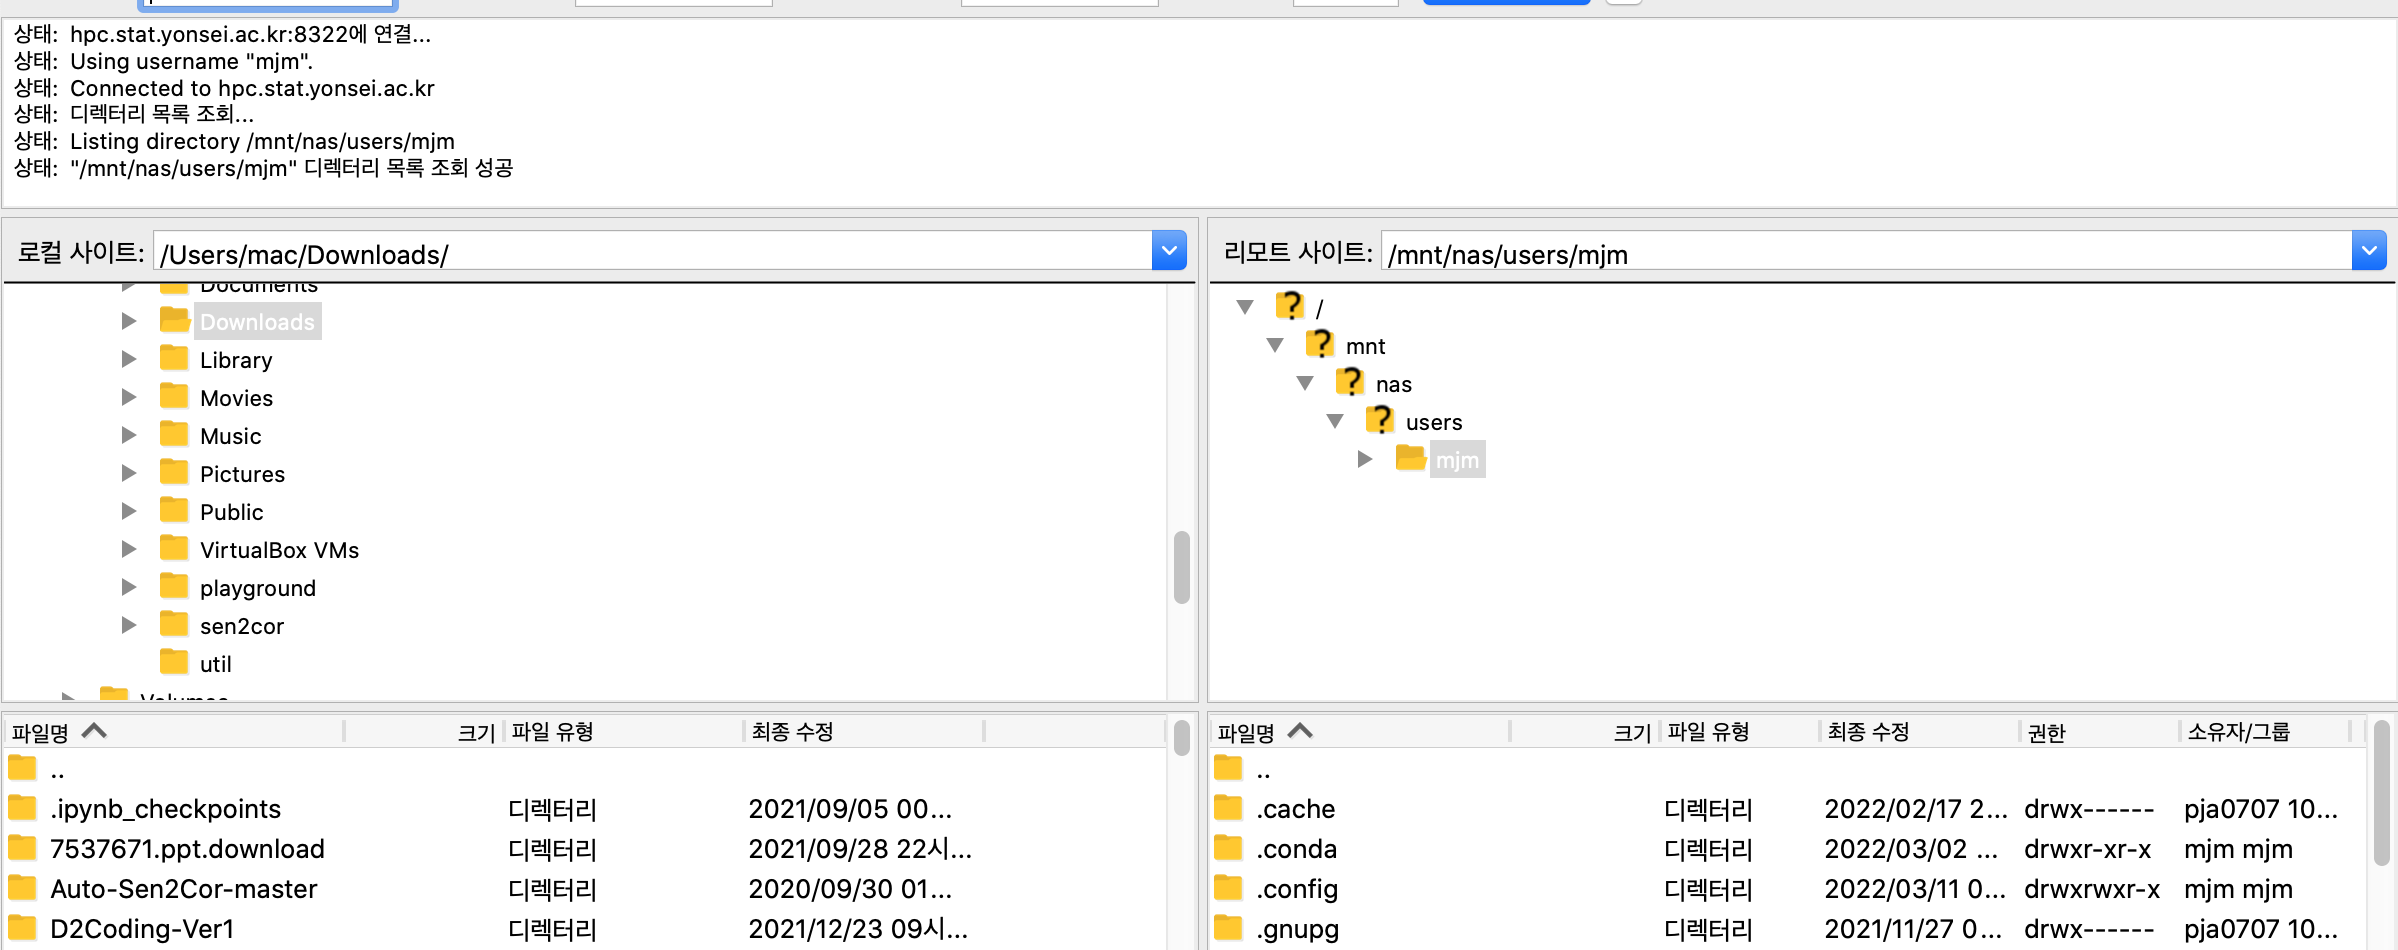 상태: hpc.stat.yonsei.ac.kr:8322에 연결...
상태: Using username "mjm".
상태: Connected to hpc.stat.yonsei.ac.kr
상태: 디렉터리 목록 조회...
상태: Listing directory /mnt/nas/users/mjm
상태: "/mnt/nas/users/mjm" 디렉터리 목록 조회 성공
로컬 사이트: /Users/mac/Downloads/
Documents
Downloads
Library
Movies
Music
Pictures
Public
VirtualBox VMs
playground
sen2cor
util
Volumes
리모트 사이트: /mnt/nas/users/mjm
/
mnt
nas
users
mjm
파일명 크기 파일 유형 최종 수정
..
.ipynb_checkpoints 디렉터리 2021/09/05 00...
7537671.ppt.download 디렉터리 2021/09/28 22시...
Auto-Sen2Cor-master 디렉터리 2020/09/30 01...
D2Coding-Ver1 디렉터리 2021/12/23 09시...
파일명 크기 파일 유형 최종 수정 권한 소유자/그룹
..
.cache 디렉터리 2022/02/17 2... drwx------ pja0707 10...
.conda 디렉터리 2022/03/02 ... drwxr-xr-x mjm mjm
.config 디렉터리 2022/03/11 0... drwxrwxr-x mjm mjm
.gnupg 디렉터리 2021/11/27 0... drwx------ pja0707 10...